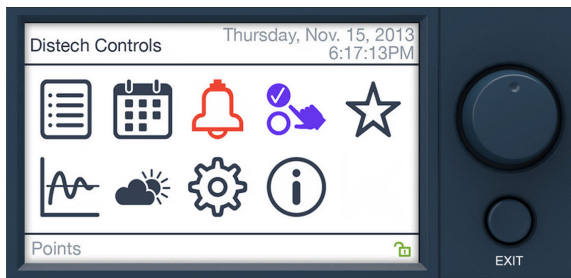 Distech Controls
Thursday, Nov. 15, 2013
6:17:13PM
Points
EXIT